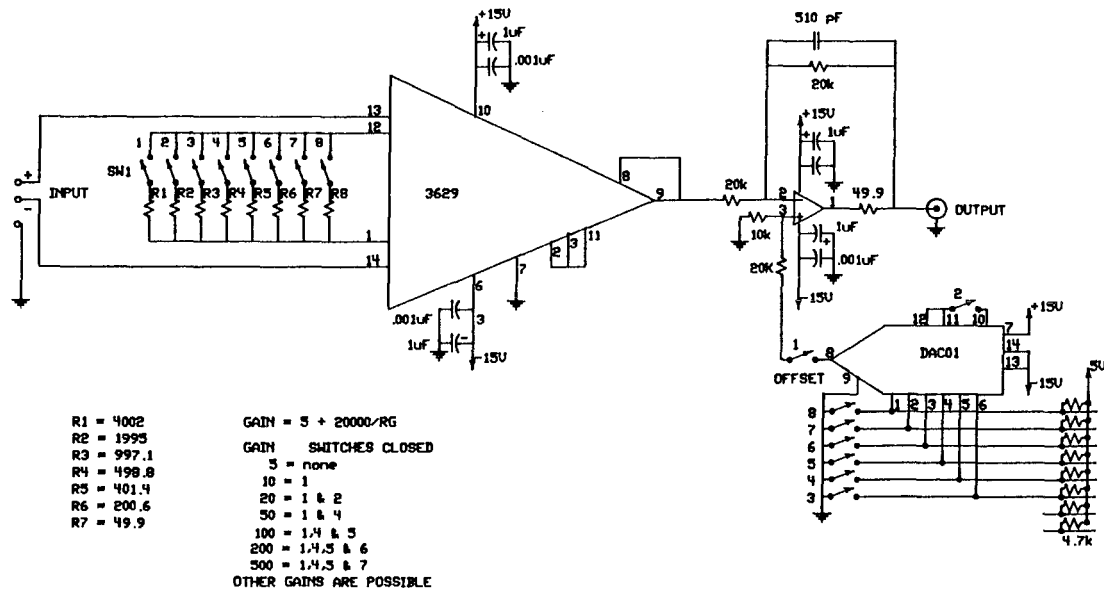 510 pF
+15V
+ 1uF
.001uF
20k
10
13
12
+15V
+ 1uF
1 2 3 4 5 6 7 8
SW1
R1 R2 R3 R4 R5 R6 R7 R8
+
INPUT
-
3629
8
9
20k
2
3
1
49.9
OUTPUT
10k
1uF
+
.001uF
-15V
1
14
2 3 11
7
6
3
.001uF
1uF
-
-15V
20K
1
OFFSET
8
9
DAC01
2
12 11 10
7
14
13
+15V
-15V
5V
1 2 3 4 5 6
8
7
6
5
4
3
4.7k
R1 = 4002
R2 = 1995
R3 = 997.1
R4 = 498.8
R5 = 401.4
R6 = 200.6
R7 = 49.9
GAIN = 5 + 20000/RG
GAIN SWITCHES CLOSED
5 = none
10 = 1
20 = 1 & 2
50 = 1 & 4
100 = 1,4 & 5
200 = 1,4,5 & 6
500 = 1,4,5 & 7
OTHER GAINS ARE POSSIBLE